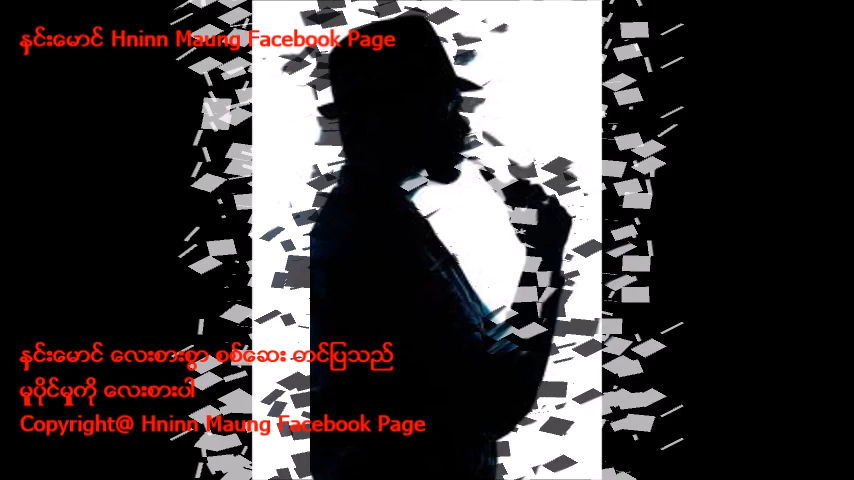 နှင်းမောင် Hninn Maung Facebook Page
နှင်းမောင် လေးစားစွာ စစ်ဆေး တင်ပြသည်
မူပိုင်မှုကို လေးစားပါ
Copyright@ Hninn Maung Facebook Page